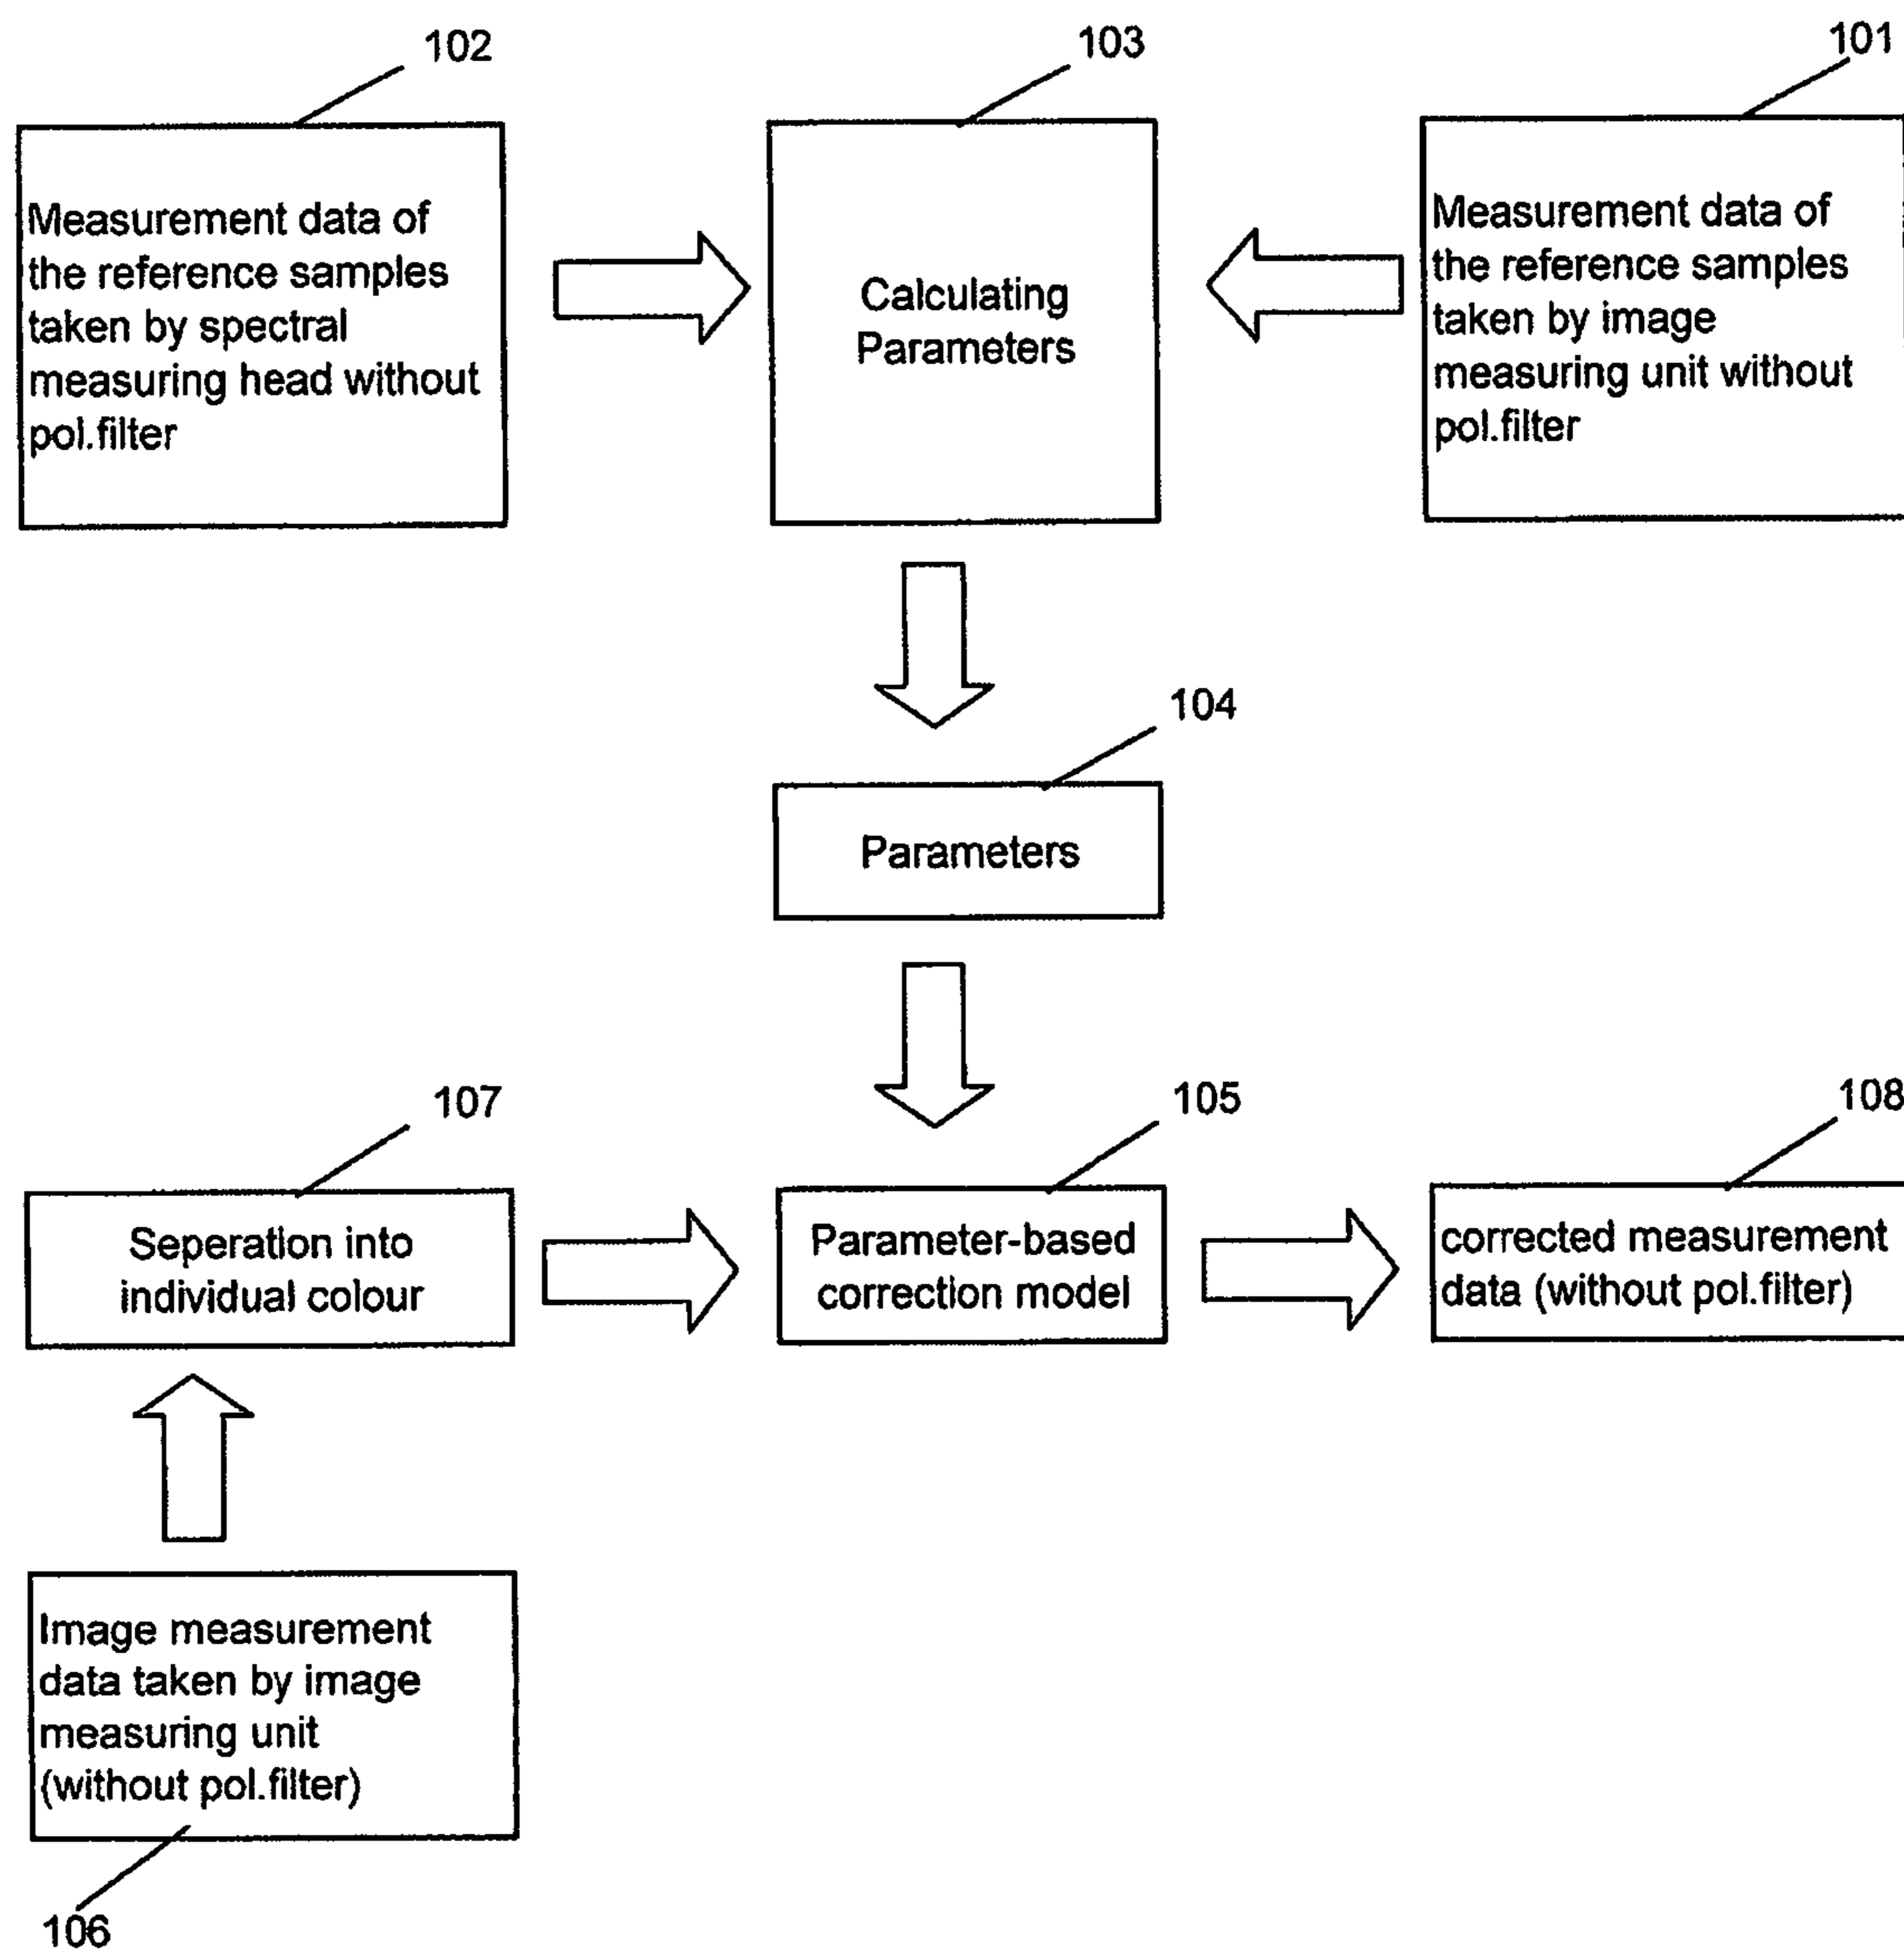 102
103
101
Measurement data of
the reference samples
taken by spectral
measuring head without
pol.filter
Calculating
Parameters
Measurement data of
the reference samples
taken by image
measuring unit without
pol.filter
104
Parameters
107
105
108
Seperation into
individual colour
Parameter-based
correction model
corrected measurement
data (without pol.filter)
Image measurement
data taken by image
measuring unit
(without pol.filter)
106